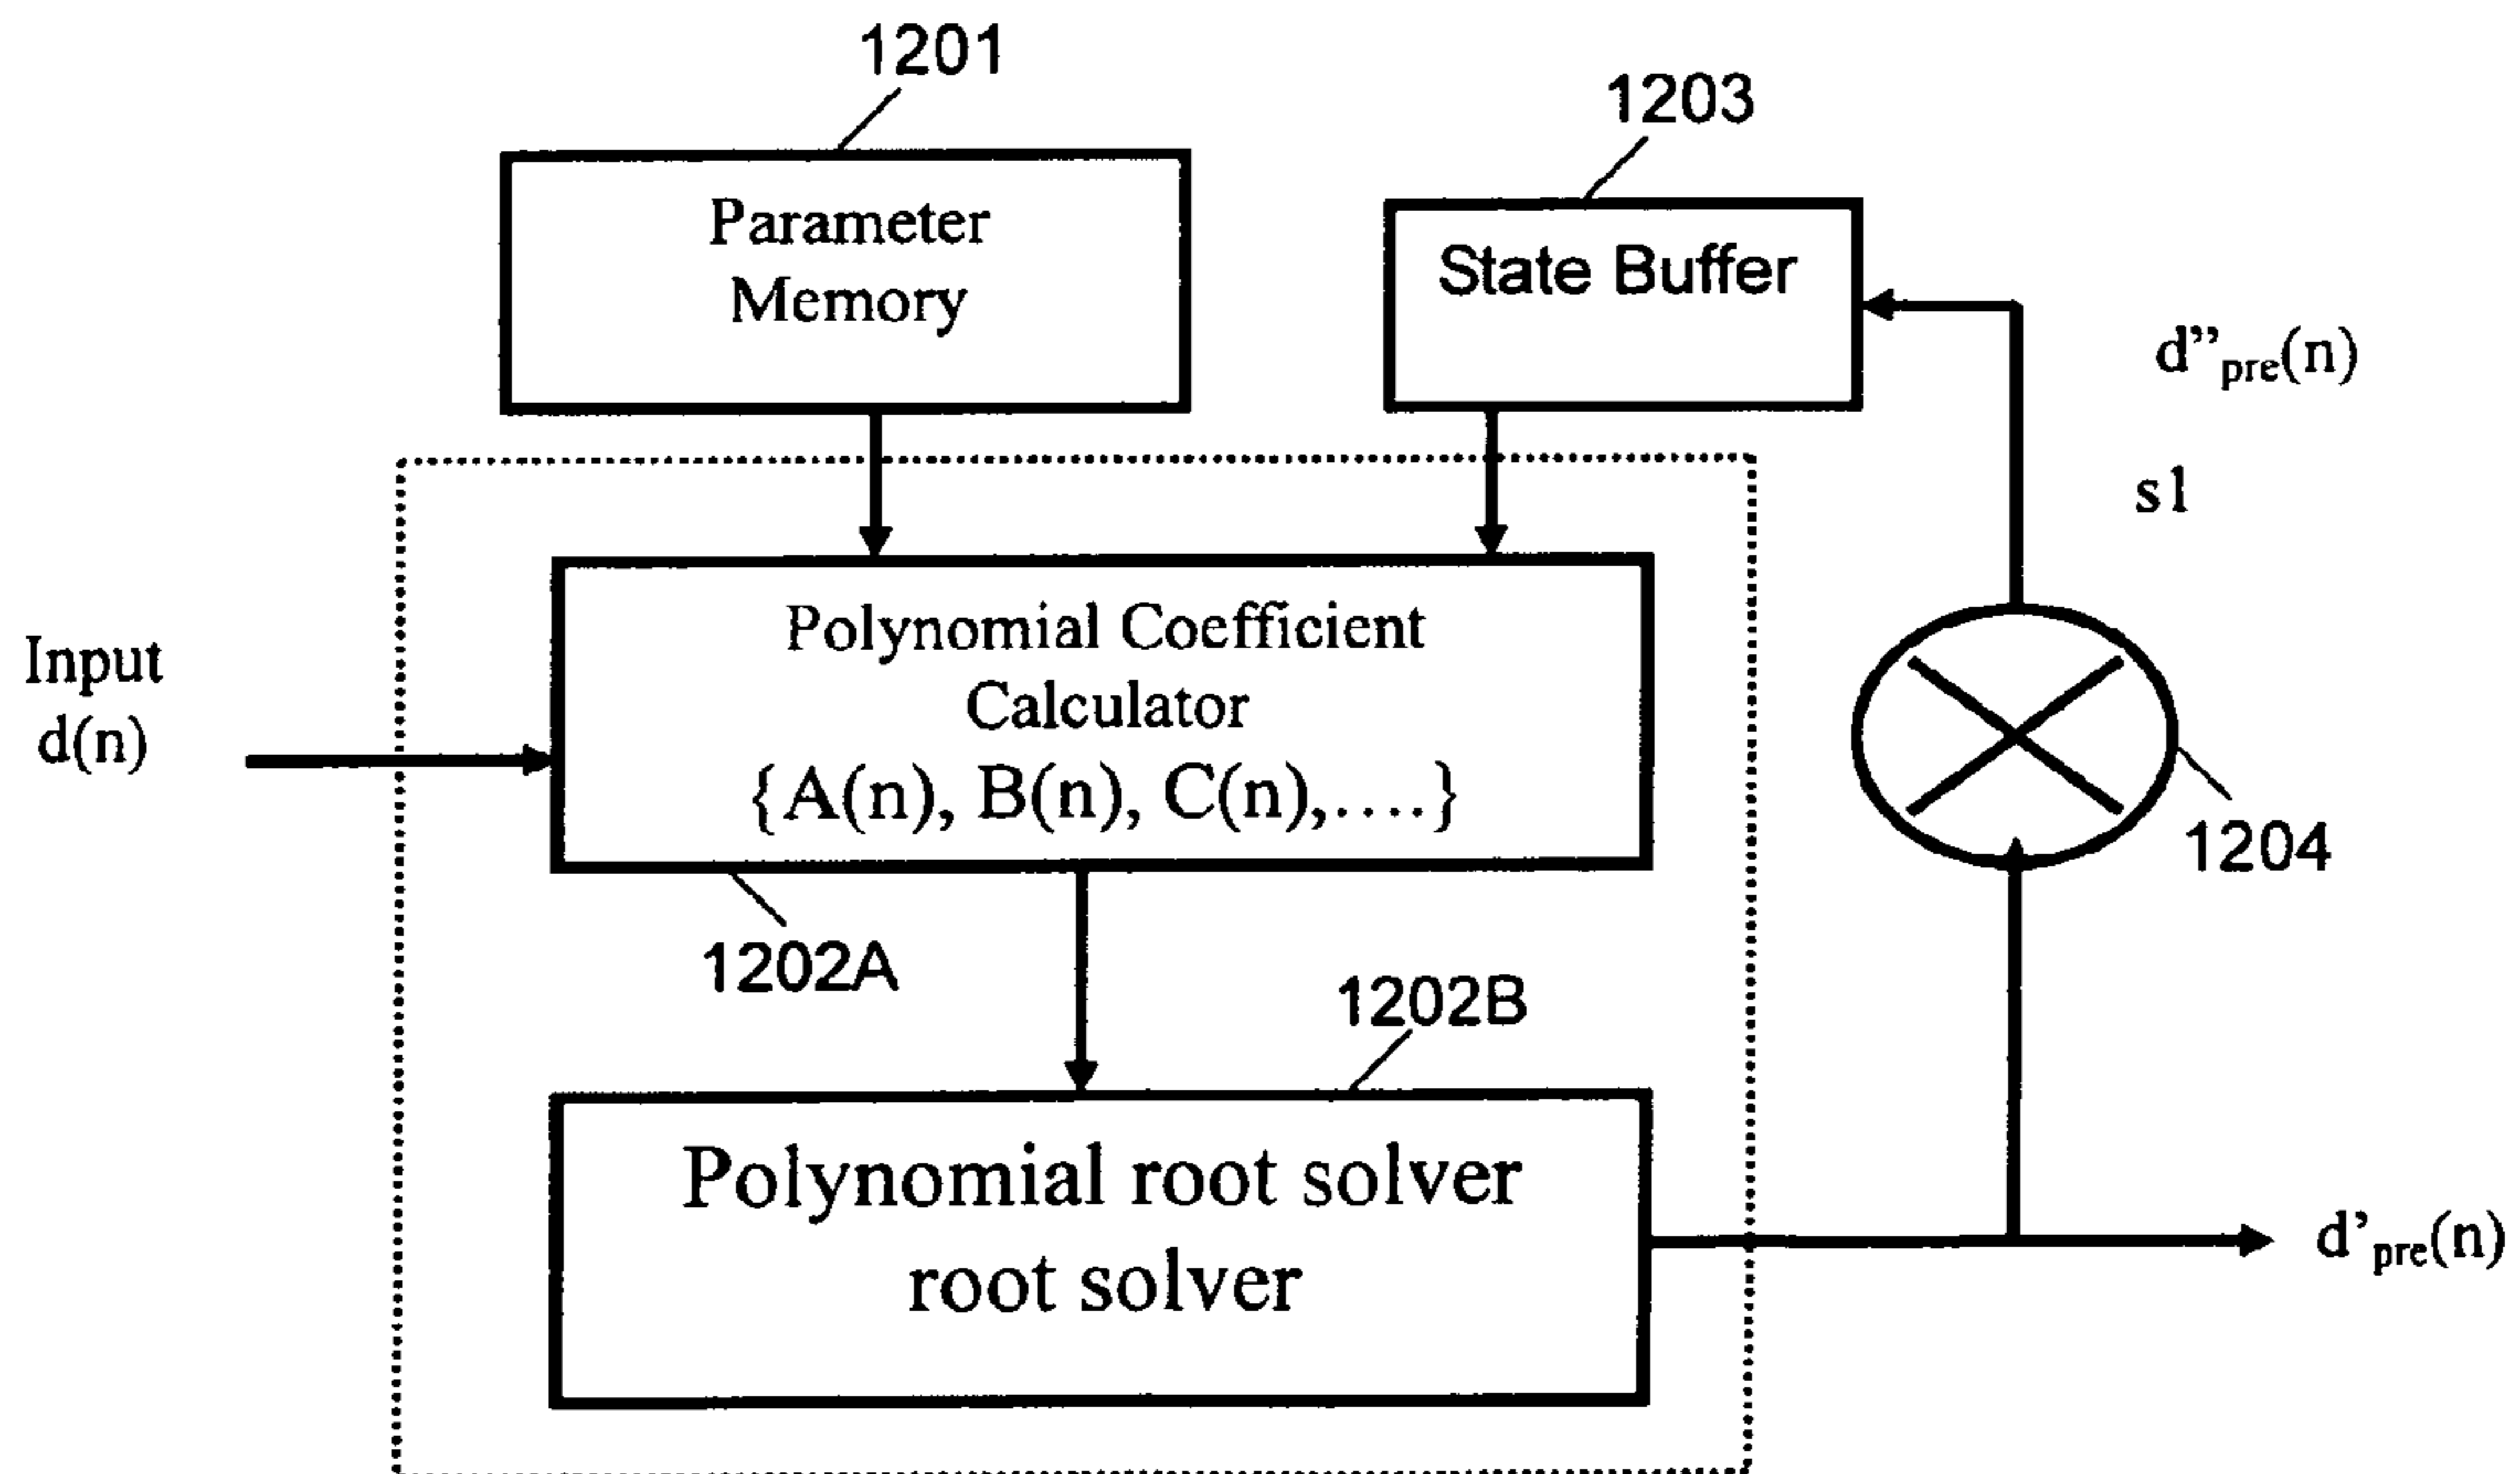 1201
1203
Parameter
Memory
State Buffer
d”pre(n)
s1
Input
d(n)
Polynomial Coefficient
Calculator
{A(n), B(n), C(n),....}
1204
1202A
1202B
Polynomial root solver
root solver
d’pre(n)